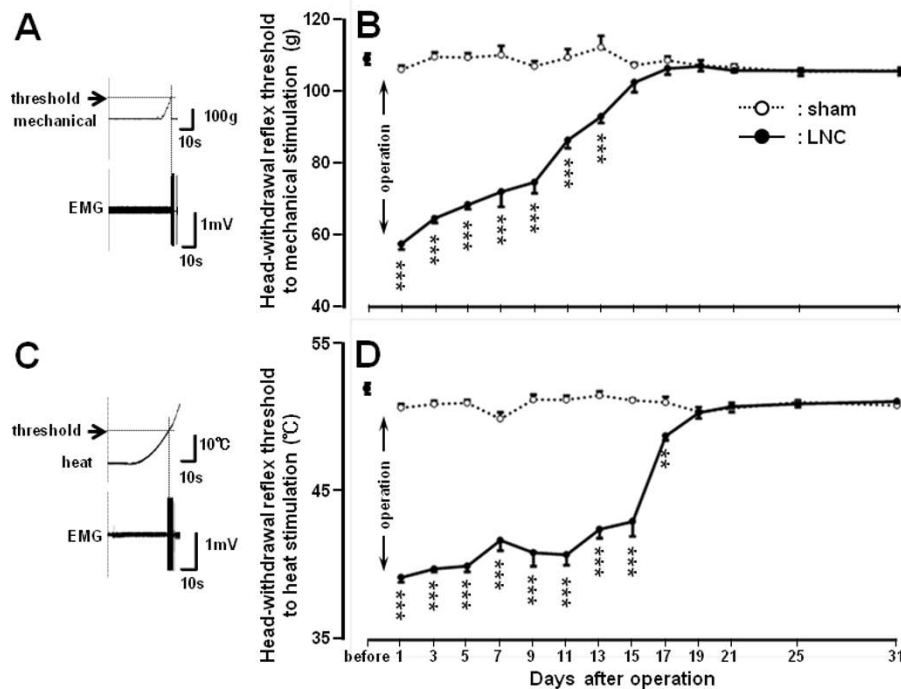 A
threshold
mechanical
100g
10s
EMG
1mV
10s
B
Head-withdrawal reflex threshold
to mechanical stimulation (g)
120
100
80
60
40
operation
: sham
: LNC
***
***
***
***
***
***
***
C
threshold
heat
10℃
10s
EMG
1mV
10s
D
Head-withdrawal reflex threshold
to heat stimulation (℃)
55
45
35
operation
***
***
***
***
***
***
***
***
**
before 1 3 5 7 9 11 13 15 17 19 21 25 31
Days after operation